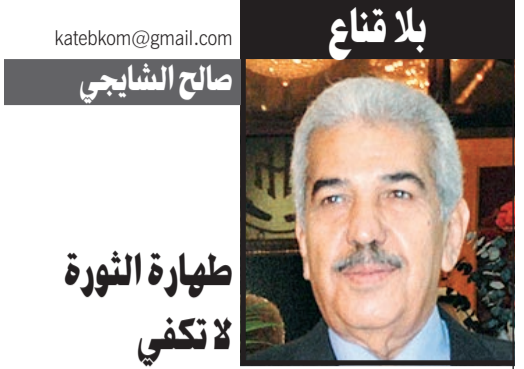 بلا قناع
katebkom@gmail.com
صالح الشايجي
طهارة الثورة
لا تكفي